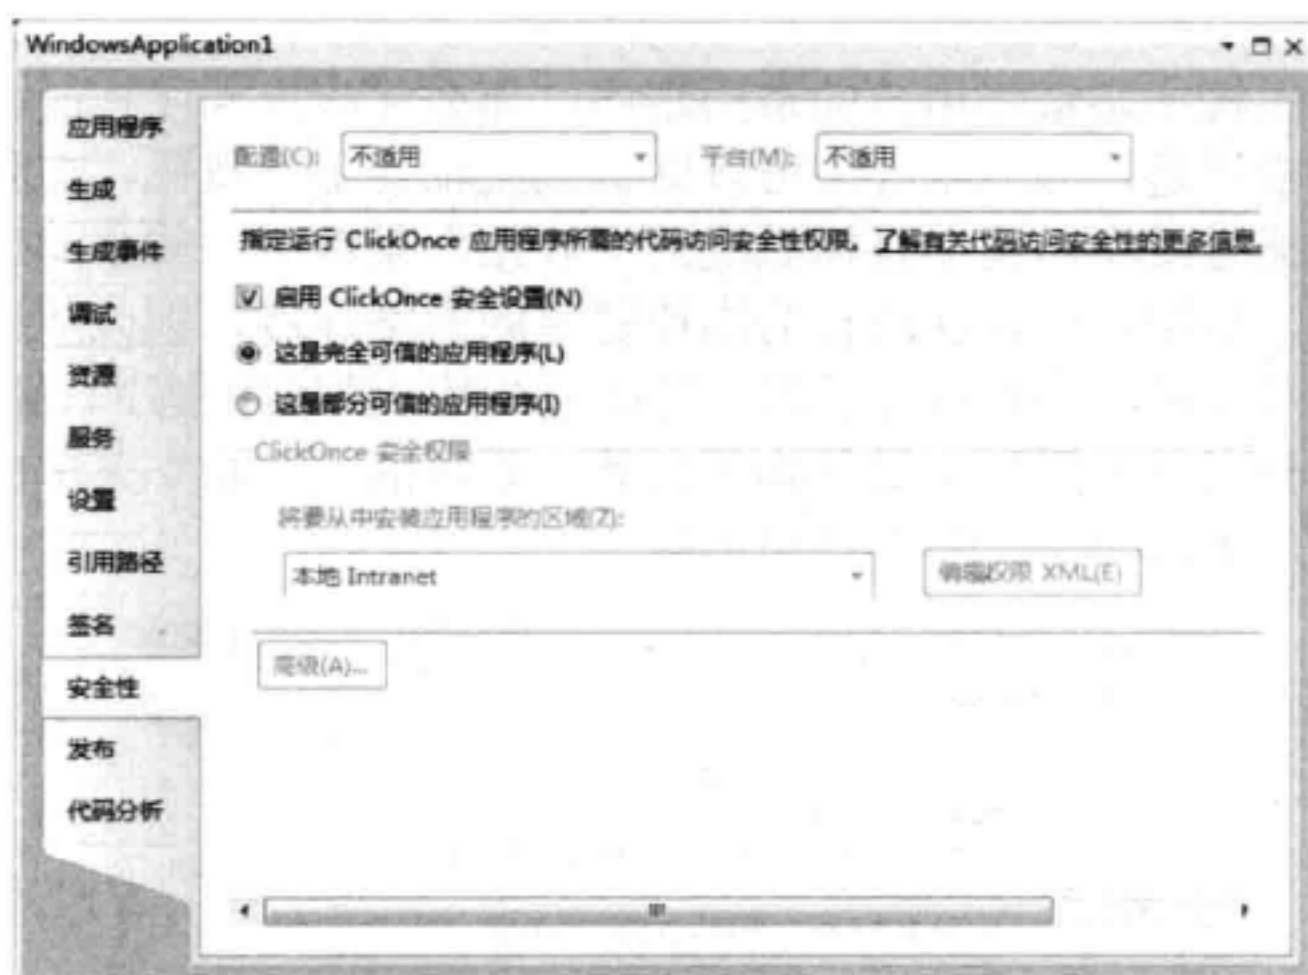 WindowsApplication1
应用程序
生成
生成事件
调试
资源
服务
设置
引用路径
签名
安全性
发布
代码分析
配置(C): 不适用 平台(M): 不适用
指定运行 ClickOnce 应用程序所需的代码访问安全性权限。了解有关代码访问安全性的更多信息。
启用 ClickOnce 安全设置(N)
这是完全可信的应用程序(L)
这是部分可信的应用程序(I)
ClickOnce 安全权限
将要从中安装应用程序的区域(Z):
本地 Intranet
编辑权限 XML(E)
高级(A)...